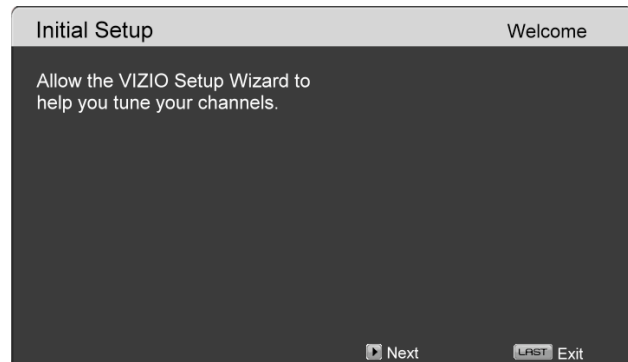 Initial Setup Welcome
Allow the VIZIO Setup Wizard to
help you tune your channels.
Next LAST Exit